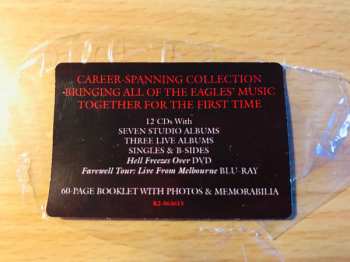 CAREER-SPANNING COLLECTION
BRINGING ALL OF THE EAGLES' MUSIC
TOGETHER FOR THE FIRST TIME
12 CDs With
SEVEN STUDIO ALBUMS
THREE LIVE ALBUMS
SINGLES & B-SIDES
Hell Freezes Over DVD
Farewell Tour: Live From Melbourne BLU-RAY
60-PAGE BOOKLET WITH PHOTOS & MEMORABILIA